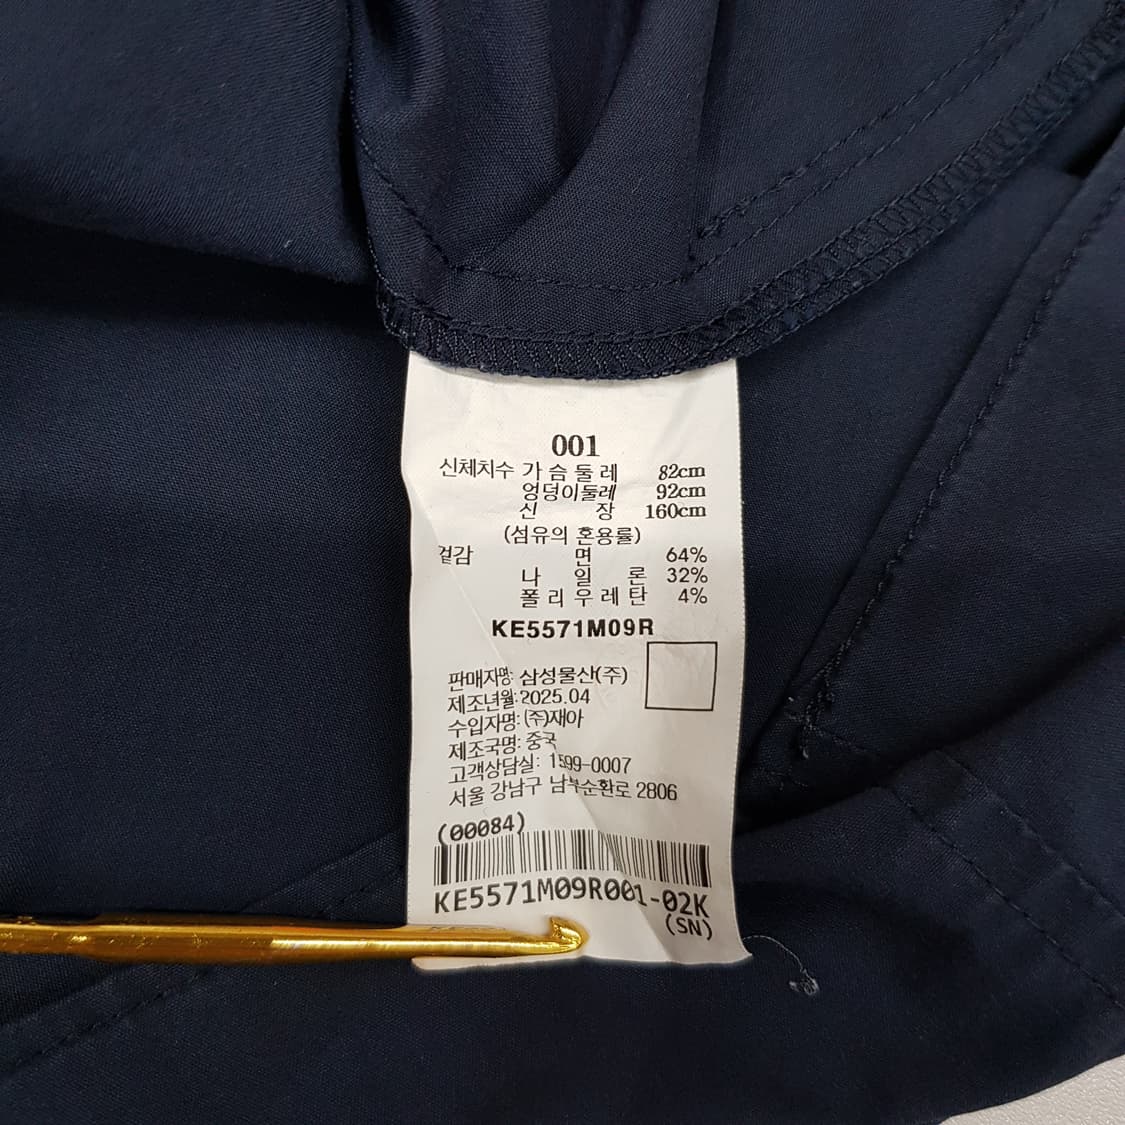 001
신체치수 가 슴 둘 레 82cm
엉덩이둘레 92cm
신 장 160cm
(섬유의 혼용률)
겉감 면 64%
나 일 론 32%
폴 리 우 레 탄 4%
KE5571M09R
판매자명: 삼성물산(주)
제조년월:2025.04
수입자명: (주)재아
제조국명: 중국
고객상담실: 1599-0007
서울 강남구 남부순환로 2806
(00084)
KE5571M09R001-02K
(SN)